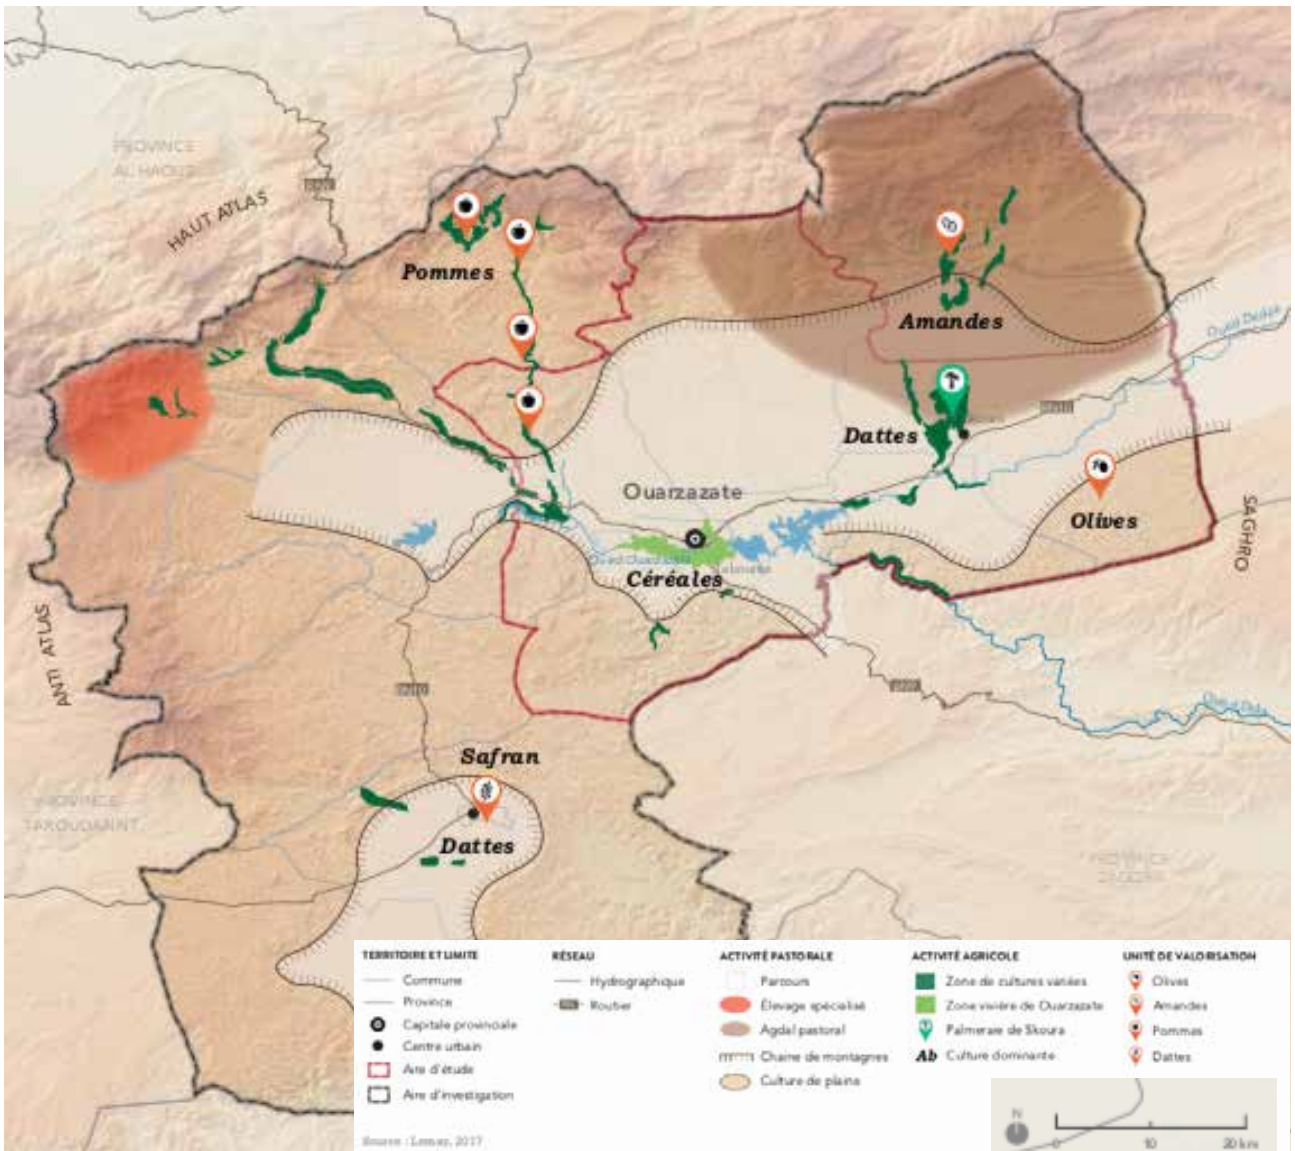 PROVINCE
AL HAOUZ
HAUT ATLAS
Pommes
Amandes
Oued Dadès
Dattes
Ouarzazate
Olives
SAGHRO
Céréales
ANTI ATLAS
Safran
PROVINCE
TAROUDANNT
Dattes
PROVINCE
ZAGORA
TERRITOIRE ET LIMITE
Commune
Province
Capitale provinciale
Centre urbain
Aire d'étude
Aire d'investigation
RÉSEAU
Hydrographique
Routier
ACTIVITÉ PASTORALE
Parcours
Élevage spécialisé
Agdal pastoral
Chaine de montagnes
Culture de plaine
ACTIVITÉ AGRICOLE
Zone de cultures variées
Zone vivière de Ouarzazate
Palmeraie de Skoura
Ab Culture dominante
UNITÉ DE VALORISATION
Olives
Amandes
Pommes
Dattes
N
0 10 20 km